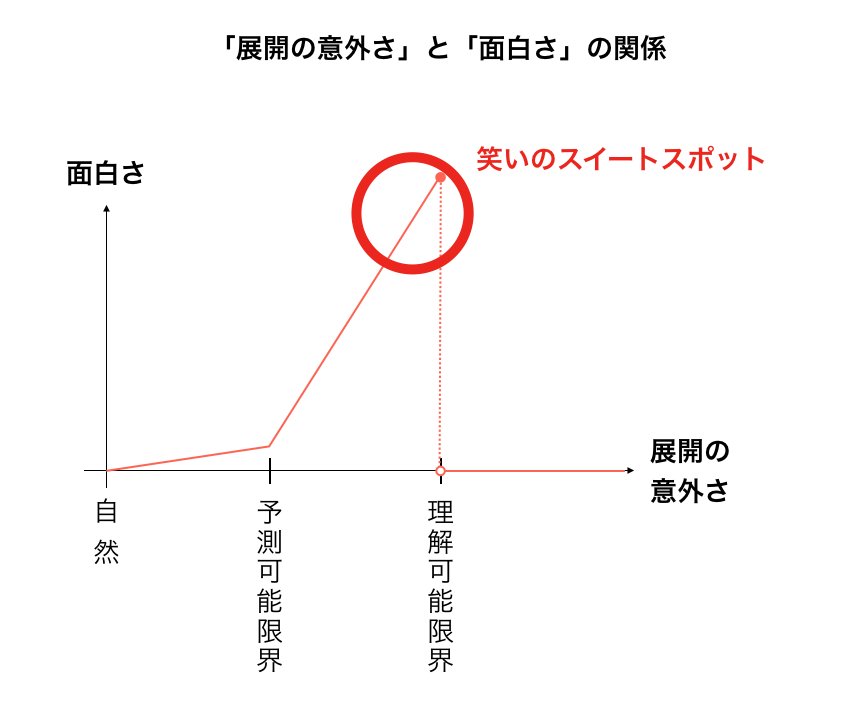 「展開の意外さ」と「面白さ」の関係
面白さ
笑いのスイートスポット
展開の
意外さ
自然
予測可能限界
理解可能限界